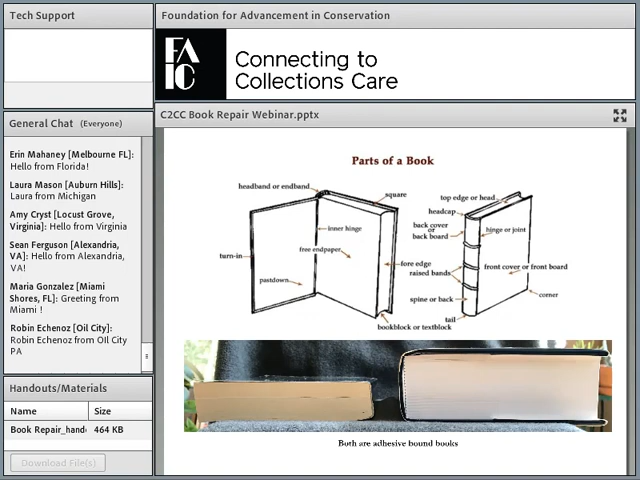 Tech Support
Foundation for Advancement in Conservation
FA
IC
Connecting to
Collections Care
General Chat (Everyone)
Erin Mahaney [Melbourne FL]:
Hello from Florida!
Laura Mason [Auburn Hills]:
Laura from Michigan
Amy Cryst [Locust Grove,
Virginia]: Hello from Virginia
Sean Ferguson [Alexandria,
VA]: Hello from Alexandria,
VA!
Maria Gonzalez [Miami
Shores, FL]: Greeting from
Miami !
Robin Echenoz [Oil City]:
Robin Echenoz from OIl City
PA
Handouts/Materials
Name Size
Book Repair_hand 464 KB
Download File(s)
C2CC Book Repair Webinar.pptx
Parts of a Book
headband or endband
square
inner hinge
free endpaper
turn-in
fore edge
pastdown
bookblock or textblock
top edge or head
headcap
back cover
or
back board
hinge or joint
front cover or front board
raised bands
corner
spine or back
tail
Both are adhesive bound books